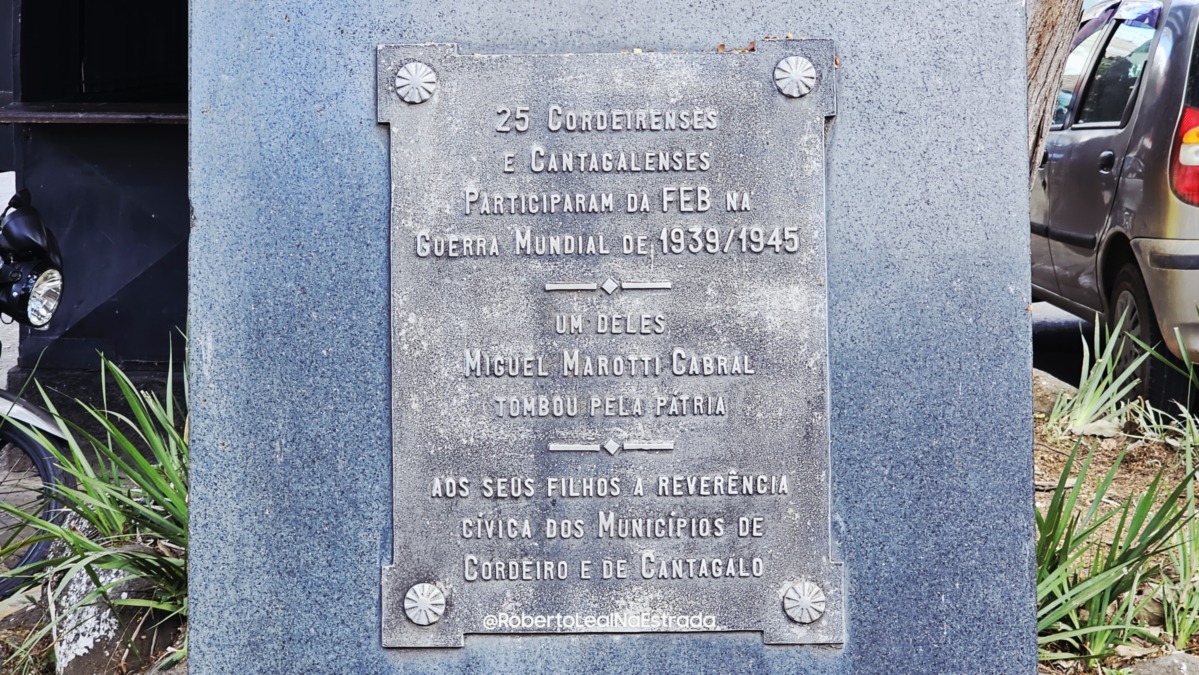 25 Cordeirenses
e Cantagalenses
Participaram da FEB na
Guerra Mundial de 1939/1945
um deles
Miguel Marotti Cabral
tombou pela pátria
aos seus filhos a reverência
cívica dos Municípios de
Cordeiro e de Cantagalo
@RobertoLealNaEstrada